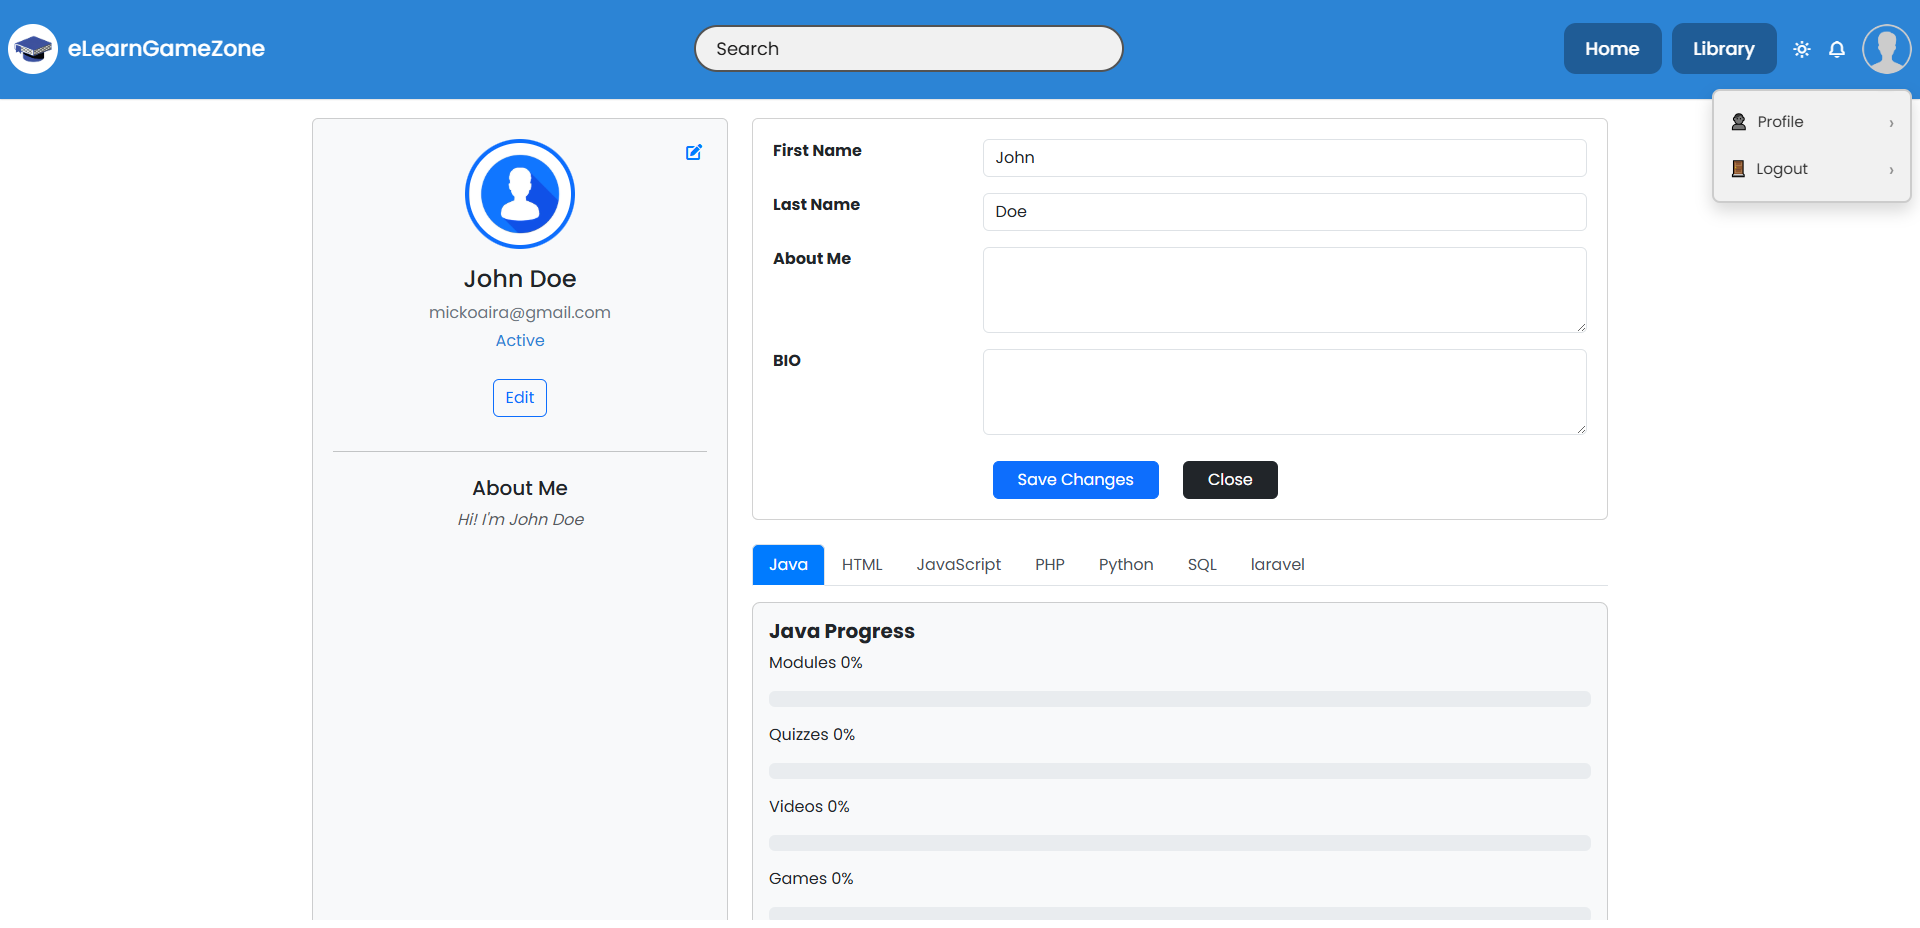 eLearnGameZone
Search
Home
Library
Profile
Logout
John Doe
mickoaira@gmail.com
Active
Edit
About Me
Hi! I'm John Doe
First Name
John
Last Name
Doe
About Me
BIO
Save Changes
Close
Java HTML JavaScript PHP Python SQL laravel
Java Progress
Modules 0%
Quizzes 0%
Videos 0%
Games 0%